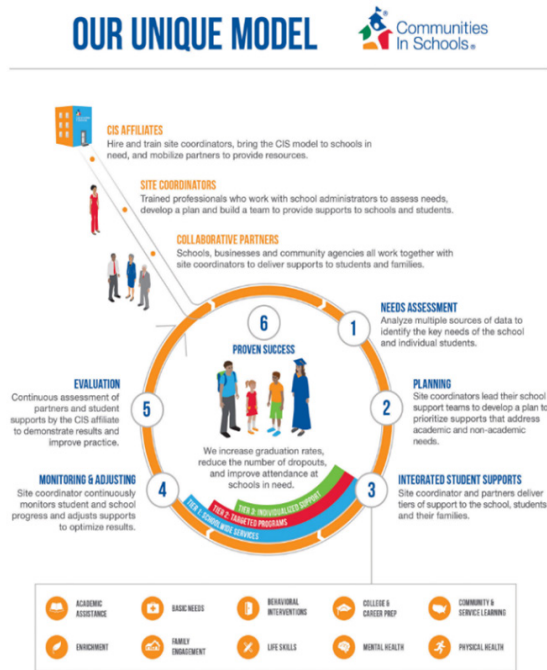 OUR UNIQUE MODEL
Communities
In Schools®
CIS AFFILIATES
Hire and train site coordinators, bring the CIS model to schools in
need, and mobilize partners to provide resources.
SITE COORDINATORS
Trained professionals who work with school administrators to assess needs,
develop a plan and build a team to provide supports to schools and students.
COLLABORATIVE PARTNERS
Schools, businesses and community agencies all work together with
site coordinators to deliver supports to students and families.
1
NEEDS ASSESSMENT
Analyze multiple sources of data to
identify the key needs of the school
and individual students.
2
PLANNING
Site coordinators lead their school
support teams to develop a plan to
prioritize supports that address
academic and non-academic
needs.
3
INTEGRATED STUDENT SUPPORTS
Site coordinator and partners deliver
tiers of support to the school, students
and their families.
4
MONITORING & ADJUSTING
Site coordinator continuously
monitors student and school
progress and adjusts supports
to optimize results.
5
EVALUATION
Continuous assessment of
partners and student
supports by the CIS affiliate
to demonstrate results and
improve practice.
6
PROVEN SUCCESS
We increase graduation rates,
reduce the number of dropouts,
and improve attendance at
schools in need.
TIER 3: INDIVIDUALIZED SUPPORT
TIER 2: TARGETED PROGRAMS
TIER 1: SCHOOLWIDE SERVICES
ACADEMIC
ASSISTANCE
BASIC NEEDS
BEHAVIORAL
INTERVENTIONS
COLLEGE &
CAREER PREP
COMMUNITY &
SERVICE LEARNING
ENRICHMENT
FAMILY
ENGAGEMENT
LIFE SKILLS
MENTAL HEALTH
PHYSICAL HEALTH